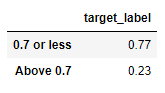 target_label
0.7 or less 0.77
Above 0.7 0.23